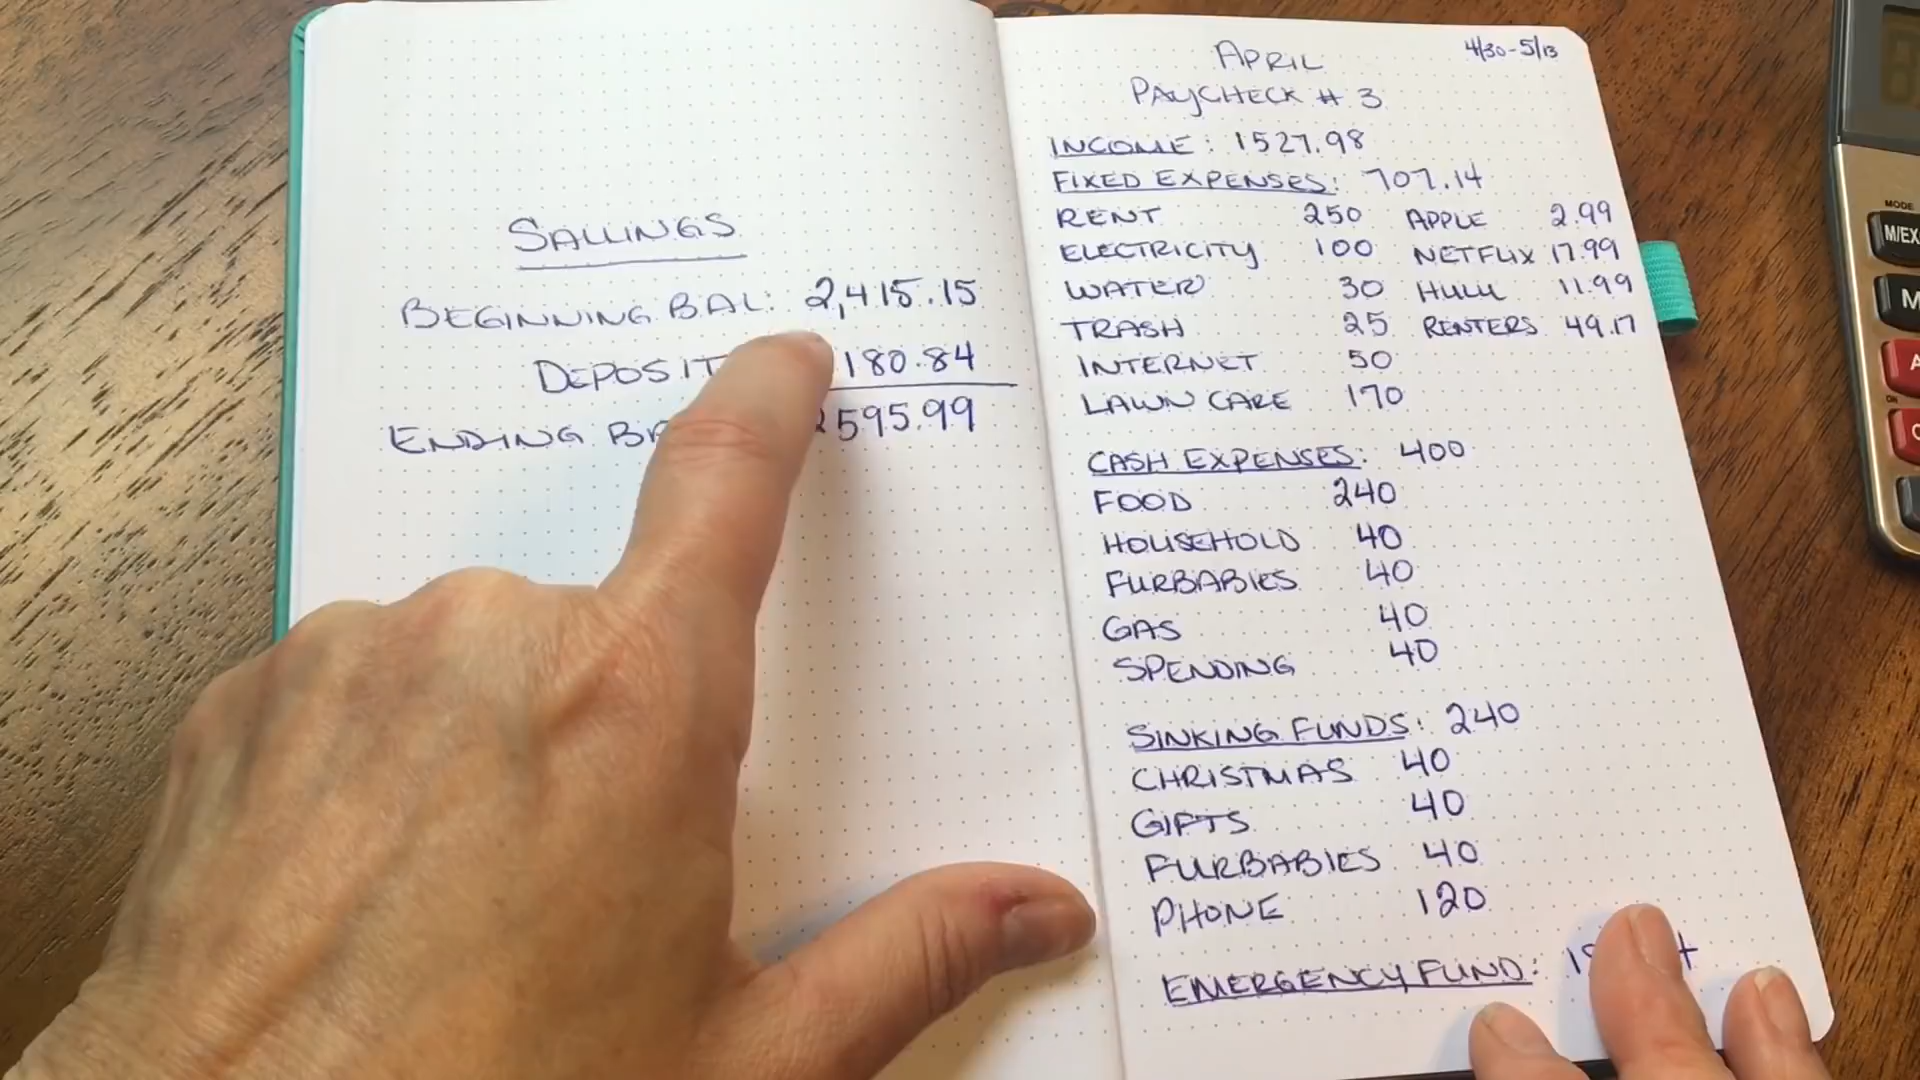 SAVINGS
BEGINNING BAL: 2,415.15
DEPOSIT 180.84
ENDING 2595.99
APRIL 4/30-5/13
PAYCHECK # 3
INCOME: 1527.98
FIXED EXPENSES: 707.14
RENT 250 APPLE 2.99
ELECTRICITY 100 NETFLIX 17.99
WATER 30 HULU 11.99
TRASH 25 RENTERS 49.17
INTERNET 50
LAWN CARE 170
CASH EXPENSES: 400
FOOD 240
HOUSEHOLD 40
FURBABIES 40
GAS 40
SPENDING 40
SINKING FUNDS: 240
CHRISTMAS 40
GIFTS 40
FURBABIES 40
PHONE 120
EMERGENCY FUND:
MODE